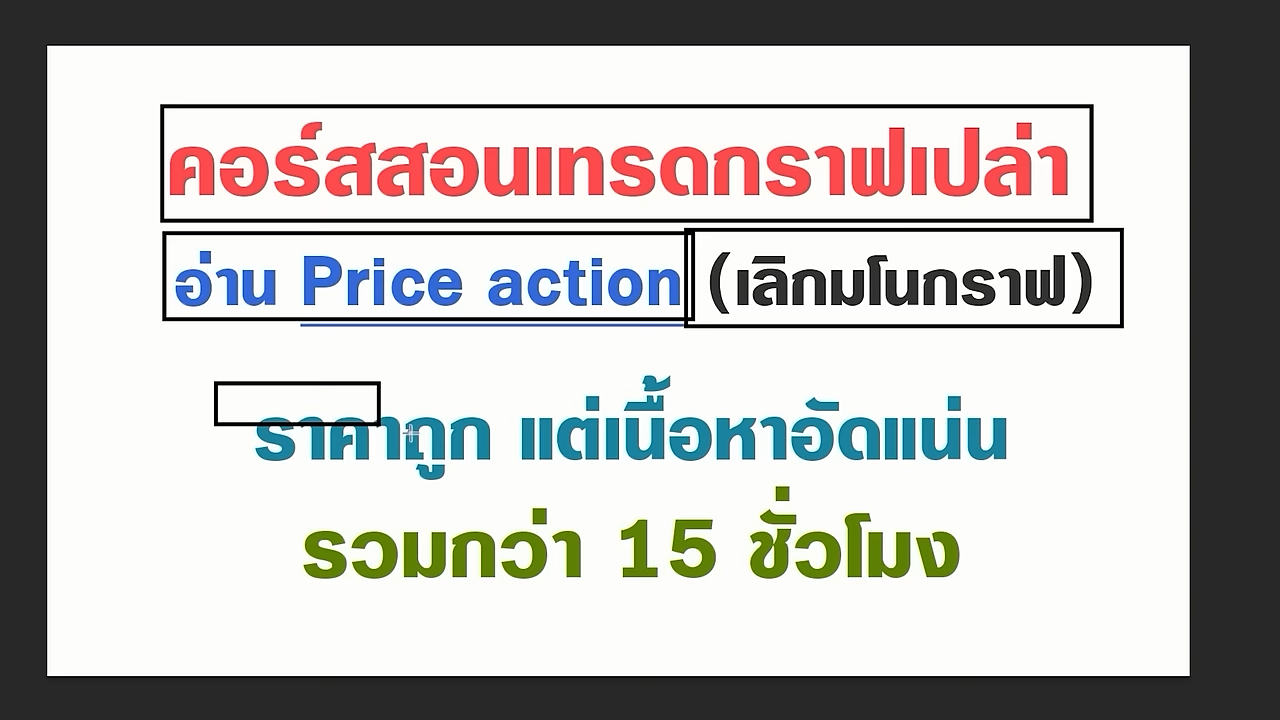 คอร์สสอนเทรดกราฟเปล่า
อ่าน Price action (เลิกมโนกราฟ)
ราคาถูก แต่เนื้อหาอัดแน่น
รวมกว่า 15 ชั่วโมง